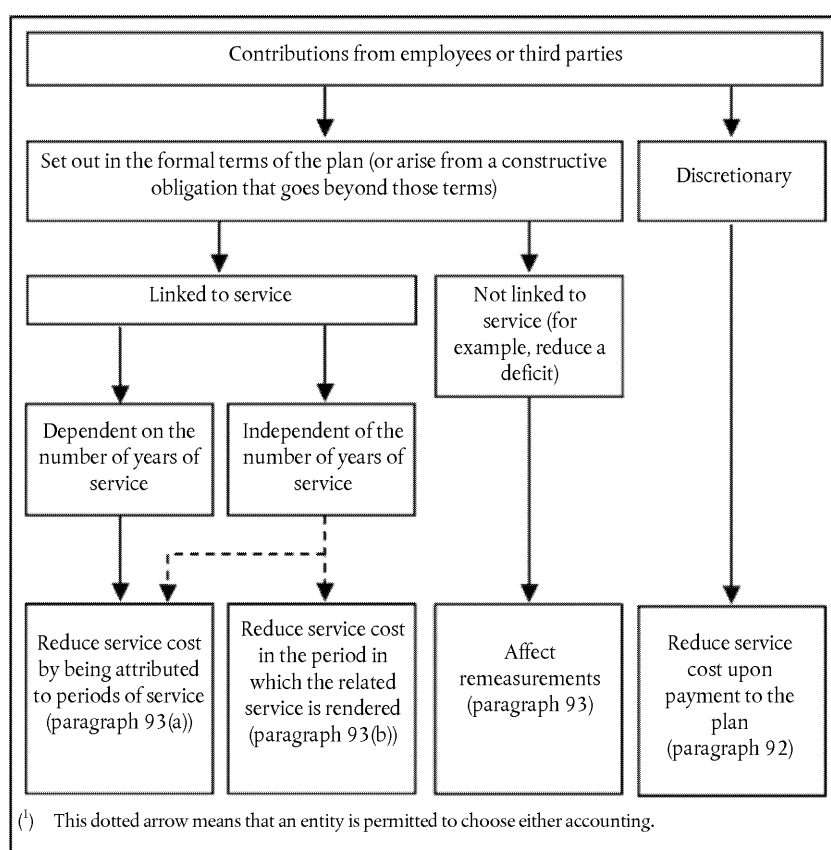 Contributions from employees or third parties
Set out in the formal terms of the plan (or arise from a constructive
obligation that goes beyond those terms)
Discretionary
Linked to service
Not linked to
service (for
example, reduce a
deficit)
Dependent on the
number of years of
service
Independent of the
number of years of
service
Reduce service cost
by being attributed
to periods of service
(paragraph 93(a))
Reduce service cost
in the period in
which the related
service is rendered
(paragraph 93(b))
Affect
remeasurements
(paragraph 93)
Reduce service
cost upon
payment to the
plan
(paragraph 92)
(1) This dotted arrow means that an entity is permitted to choose either accounting.